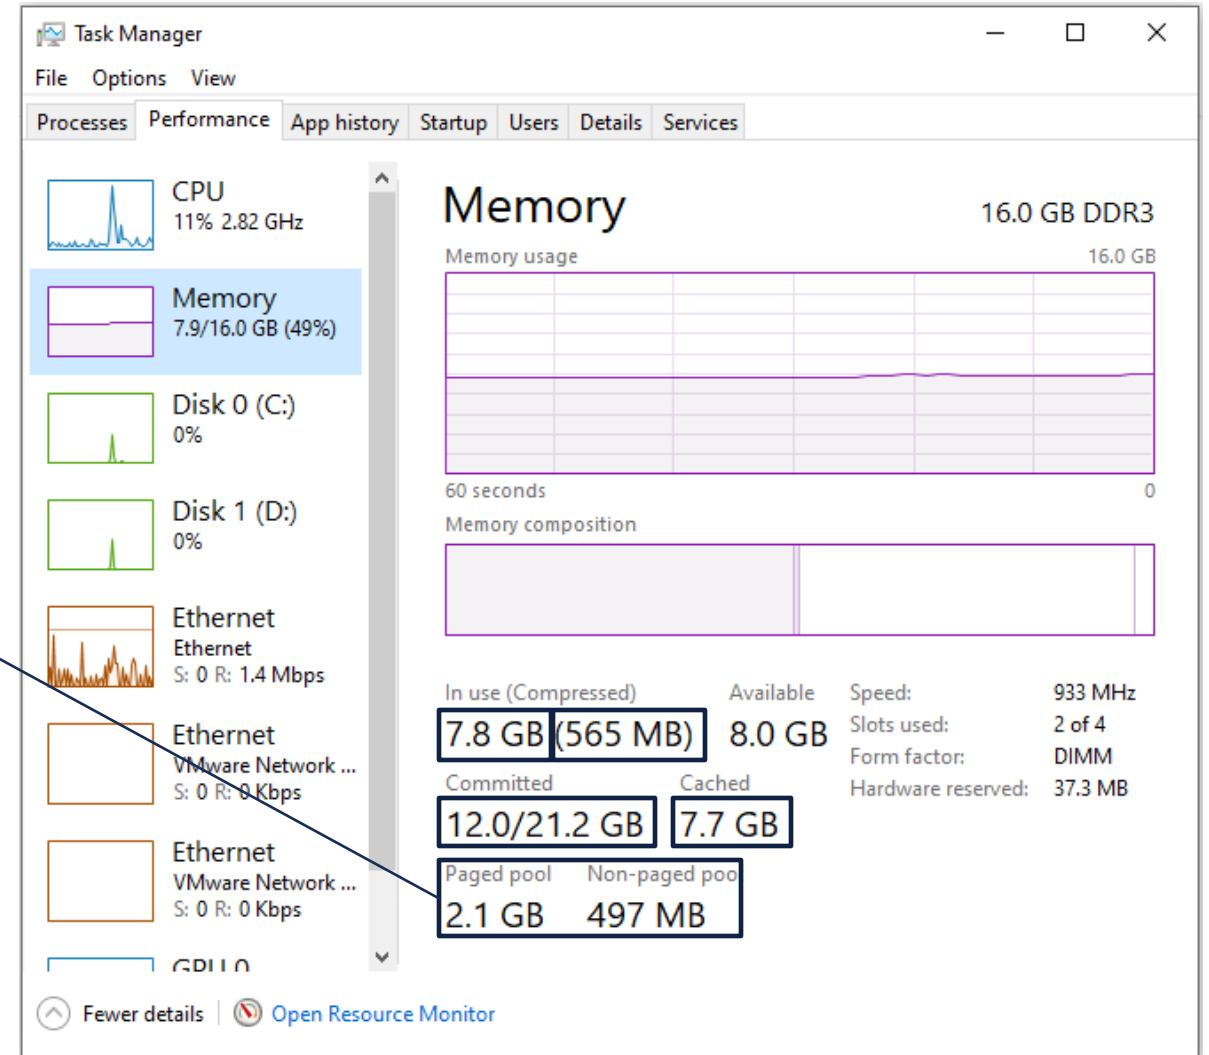 Task Manager
File Options View
Processes Performance App history Startup Users Details Services
CPU
11% 2.82 GHz
Memory
7.9/16.0 GB (49%)
Disk 0 (C:)
0%
Disk 1 (D:)
0%
Ethernet
Ethernet
S: 0 R: 1.4 Mbps
Ethernet
VMware Network ...
S: 0 R: 0 Kbps
Ethernet
VMware Network ...
S: 0 R: 0 Kbps
GPU 0
Memory 16.0 GB DDR3
Memory usage 16.0 GB
60 seconds 0
Memory composition
In use (Compressed) Available
7.8 GB (565 MB) 8.0 GB
Committed Cached
12.0/21.2 GB 7.7 GB
Paged pool Non-paged poo
2.1 GB 497 MB
Speed: 933 MHz
Slots used: 2 of 4
Form factor: DIMM
Hardware reserved: 37.3 MB
Fewer details Open Resource Monitor